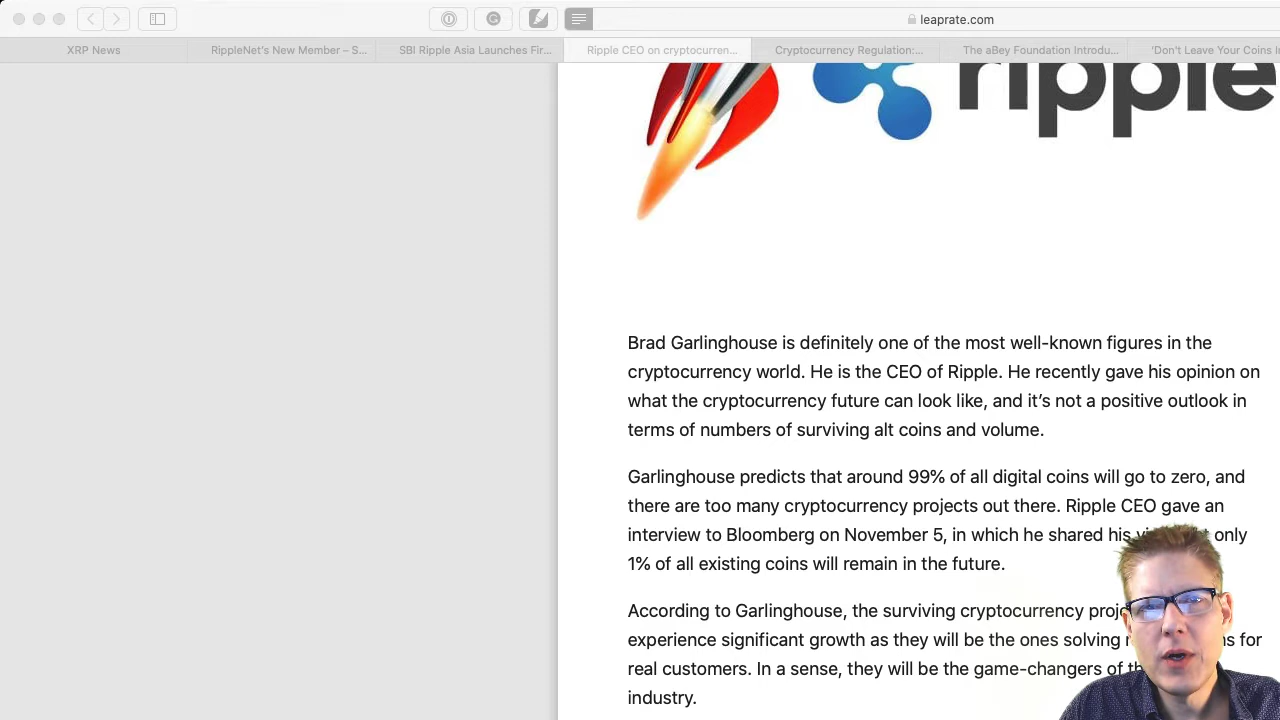 leaprate.com
XRP News
RippleNet's New Member – S...
SBI Ripple Asia Launches Fir...
Ripple CEO on cryptocurren...
Cryptocurrency Regulation:...
The aBey Foundation Introdu...
'Don't Leave Your Coins
ripple
Brad Garlinghouse is definitely one of the most well-known figures in the
cryptocurrency world. He is the CEO of Ripple. He recently gave his opinion on
what the cryptocurrency future can look like, and it’s not a positive outlook in
terms of numbers of surviving alt coins and volume.
Garlinghouse predicts that around 99% of all digital coins will go to zero, and
there are too many cryptocurrency projects out there. Ripple CEO gave an
interview to Bloomberg on November 5, in which he shared his only
1% of all existing coins will remain in the future.
According to Garlinghouse, the surviving cryptocurrency
experience significant growth as they will be the ones solving for
real customers. In a sense, they will be the game-changers of
industry.